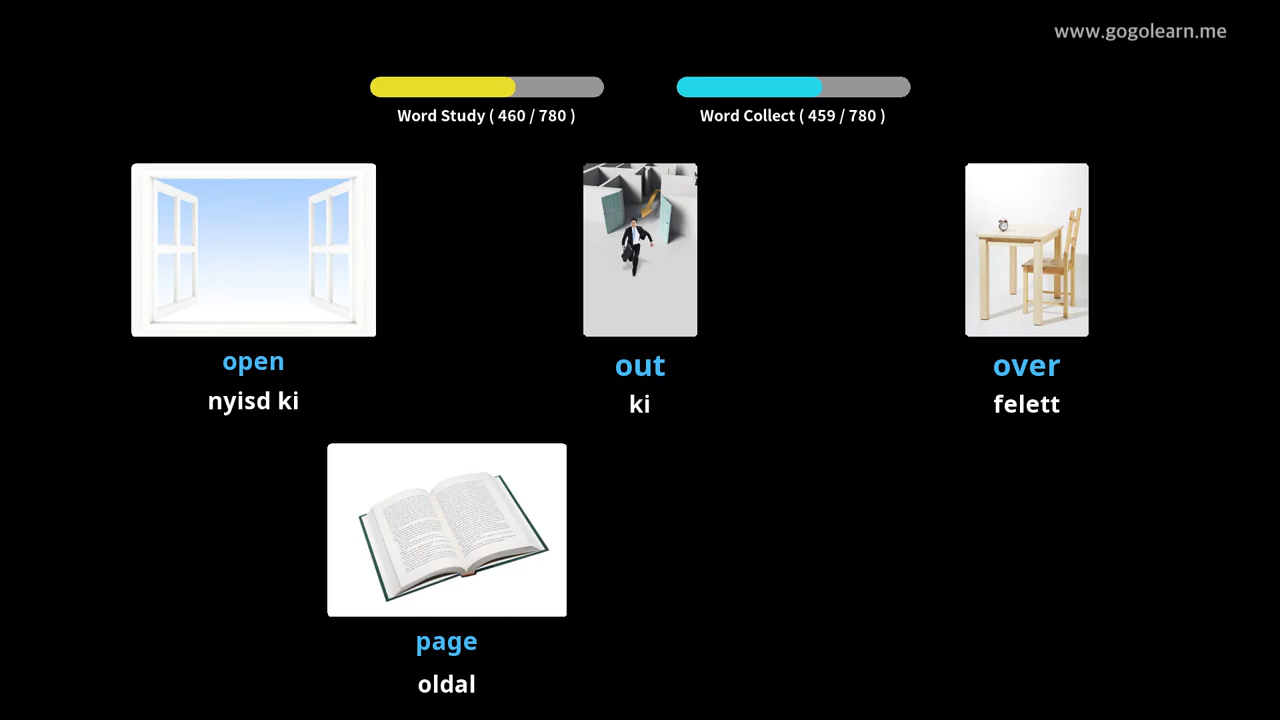 www.gogolearn.me
Word Study ( 460 / 780 )
Word Collect ( 459 / 780 )
open
nyisd ki
out
ki
over
felett
page
oldal